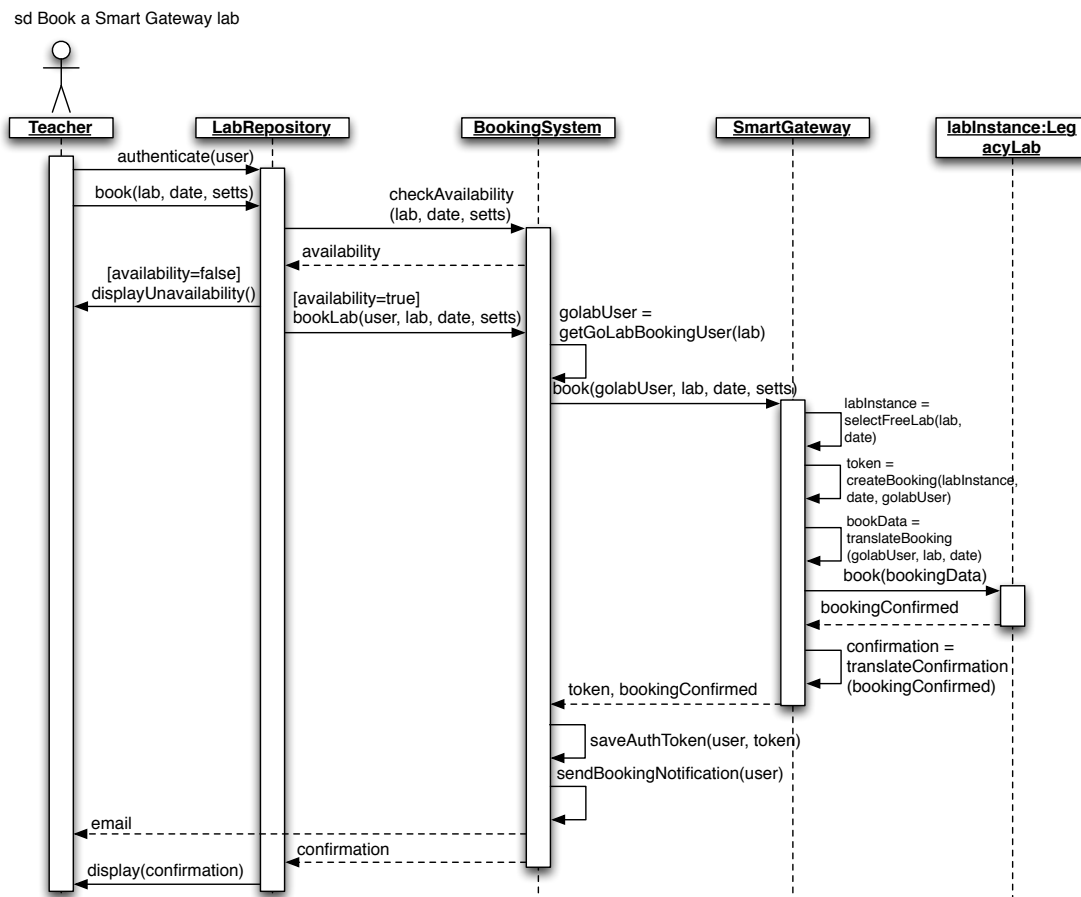 sd Book a Smart Gateway lab
Teacher
LabRepository
BookingSystem
SmartGateway
labInstance:Leg
acyLab
authenticate(user)
book(lab, date, setts)
checkAvailability
(lab, date, setts)
availability
[availability=false]
displayUnavailability()
[availability=true]
bookLab(user, lab, date, setts)
golabUser =
getGoLabBookingUser(lab)
book(golabUser, lab, date, setts)
labInstance =
selectFreeLab(lab,
date)
token =
createBooking(labInstance,
date, golabUser)
bookData =
translateBooking
(golabUser, lab, date)
book(bookingData)
bookingConfirmed
confirmation =
translateConfirmation
(bookingConfirmed)
token, bookingConfirmed
saveAuthToken(user, token)
sendBookingNotification(user)
email
confirmation
display(confirmation)